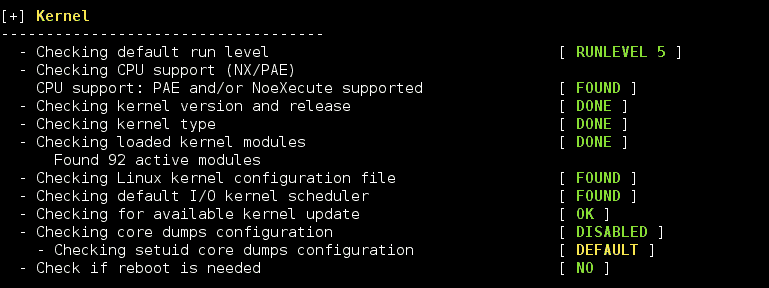 [+] Kernel
------------------------------------
- Checking default run level [ RUNLEVEL 5 ]
- Checking CPU support (NX/PAE)
CPU support: PAE and/or NoeXecute supported [ FOUND ]
- Checking kernel version and release [ DONE ]
- Checking kernel type [ DONE ]
- Checking loaded kernel modules [ DONE ]
Found 92 active modules
- Checking Linux kernel configuration file [ FOUND ]
- Checking default I/O kernel scheduler [ FOUND ]
- Checking for available kernel update [ OK ]
- Checking core dumps configuration [ DISABLED ]
- Checking setuid core dumps configuration [ DEFAULT ]
- Check if reboot is needed [ NO ]